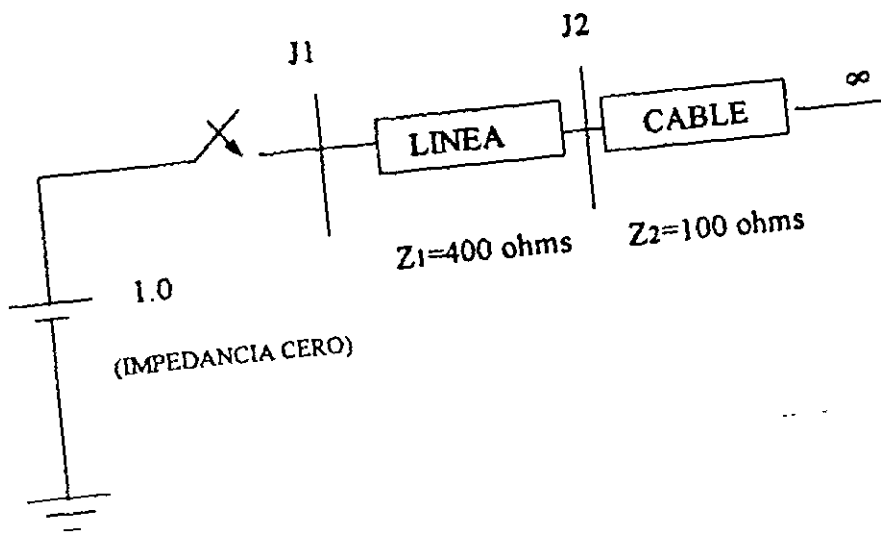 J1
J2
∞
LINEA
CABLE
Z1=400 ohms
Z2=100 ohms
1.0
(IMPEDANCIA CERO)